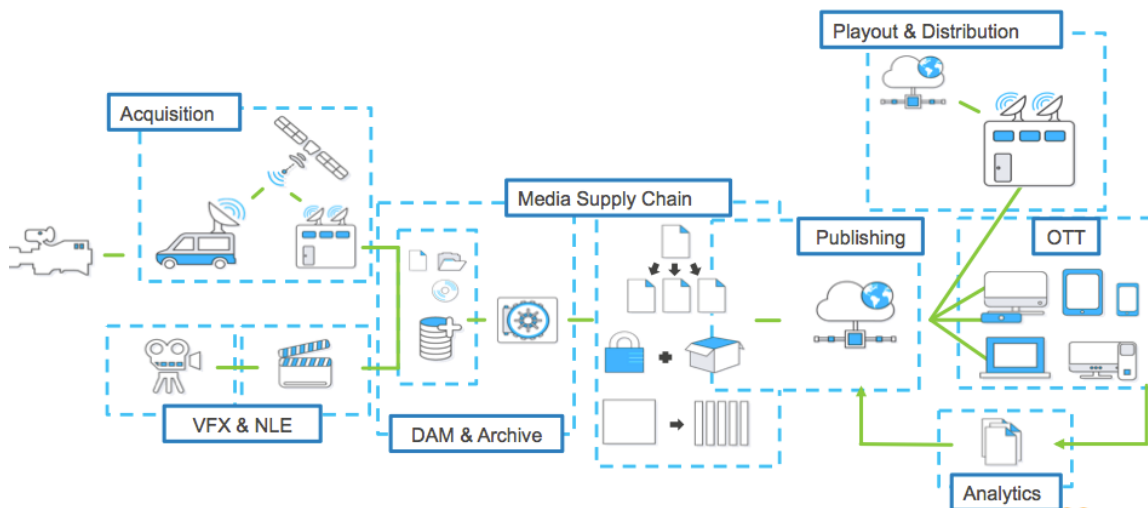 Playout & Distribution
Acquisition
Media Supply Chain
Publishing
OTT
VFX & NLE
DAM & Archive
Analytics